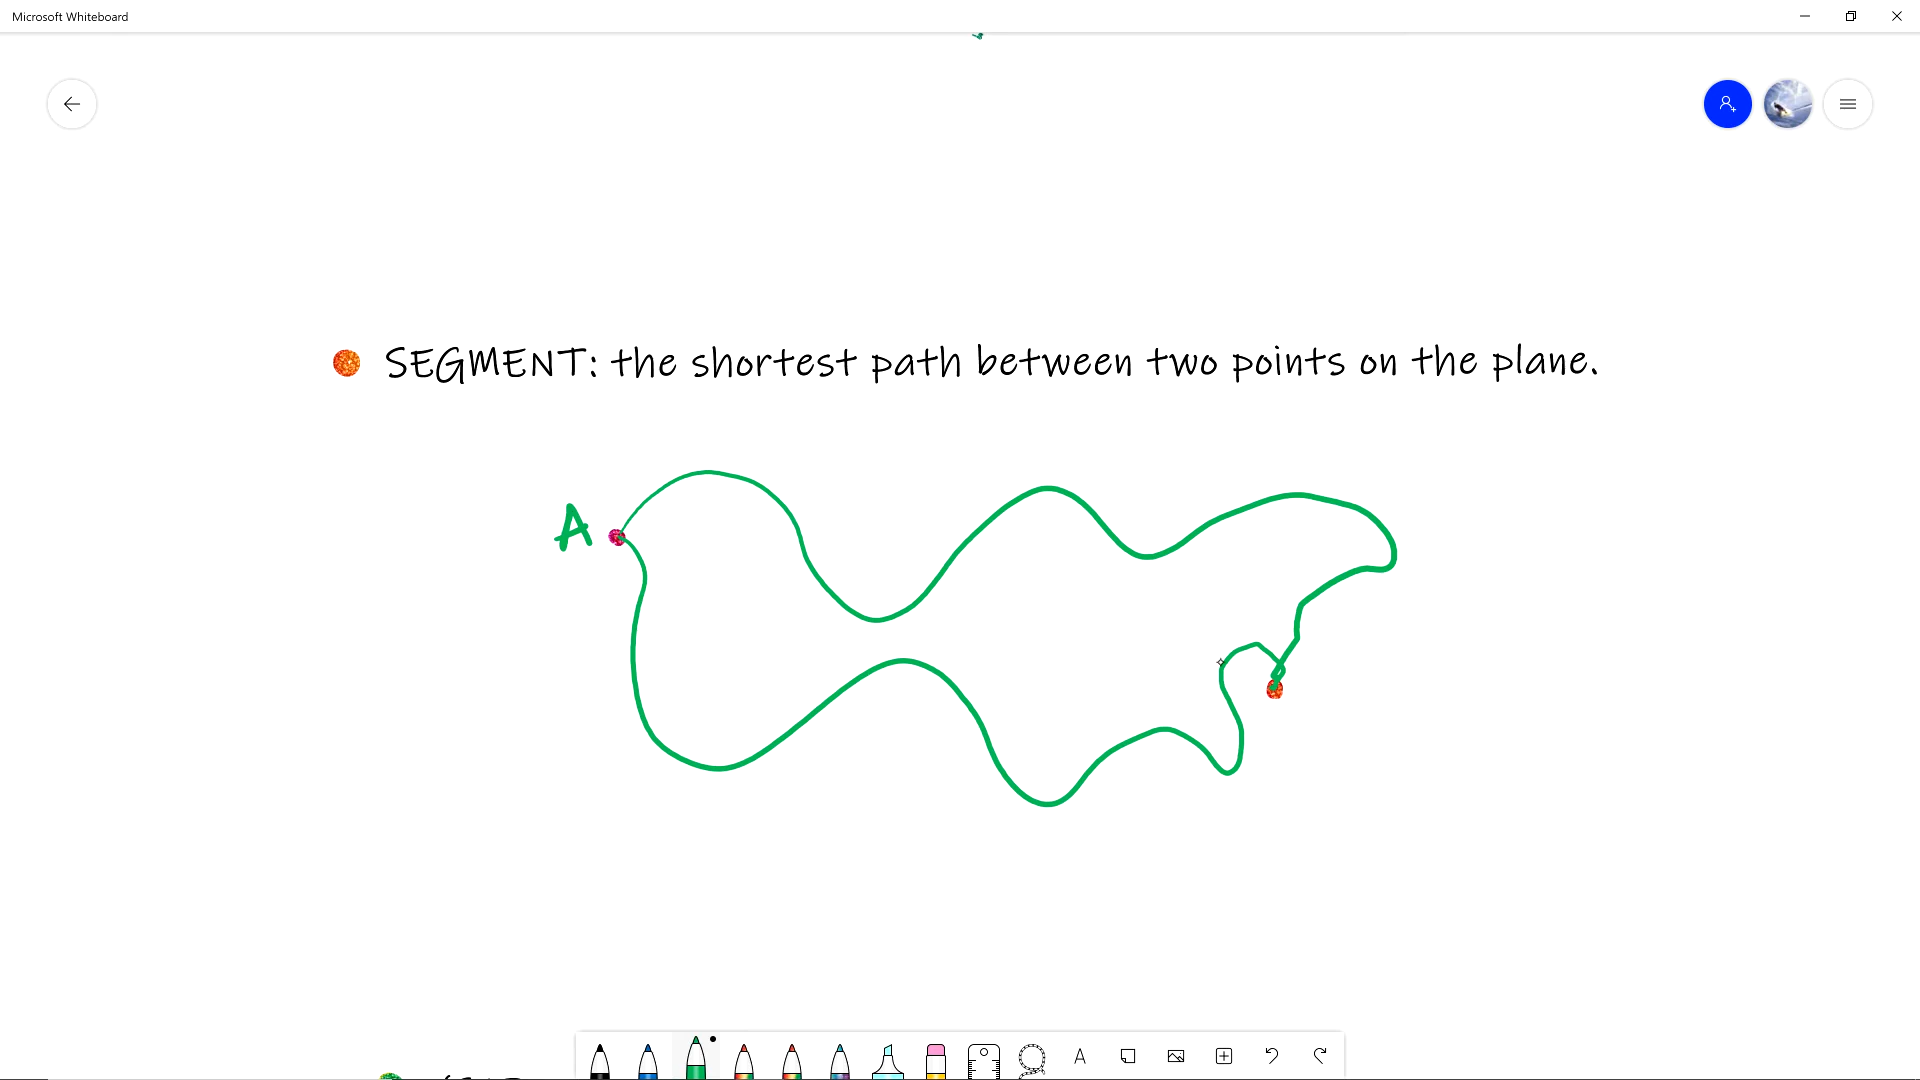 Microsoft Whiteboard
SEGMENT: the shortest path between two points on the plane.
A